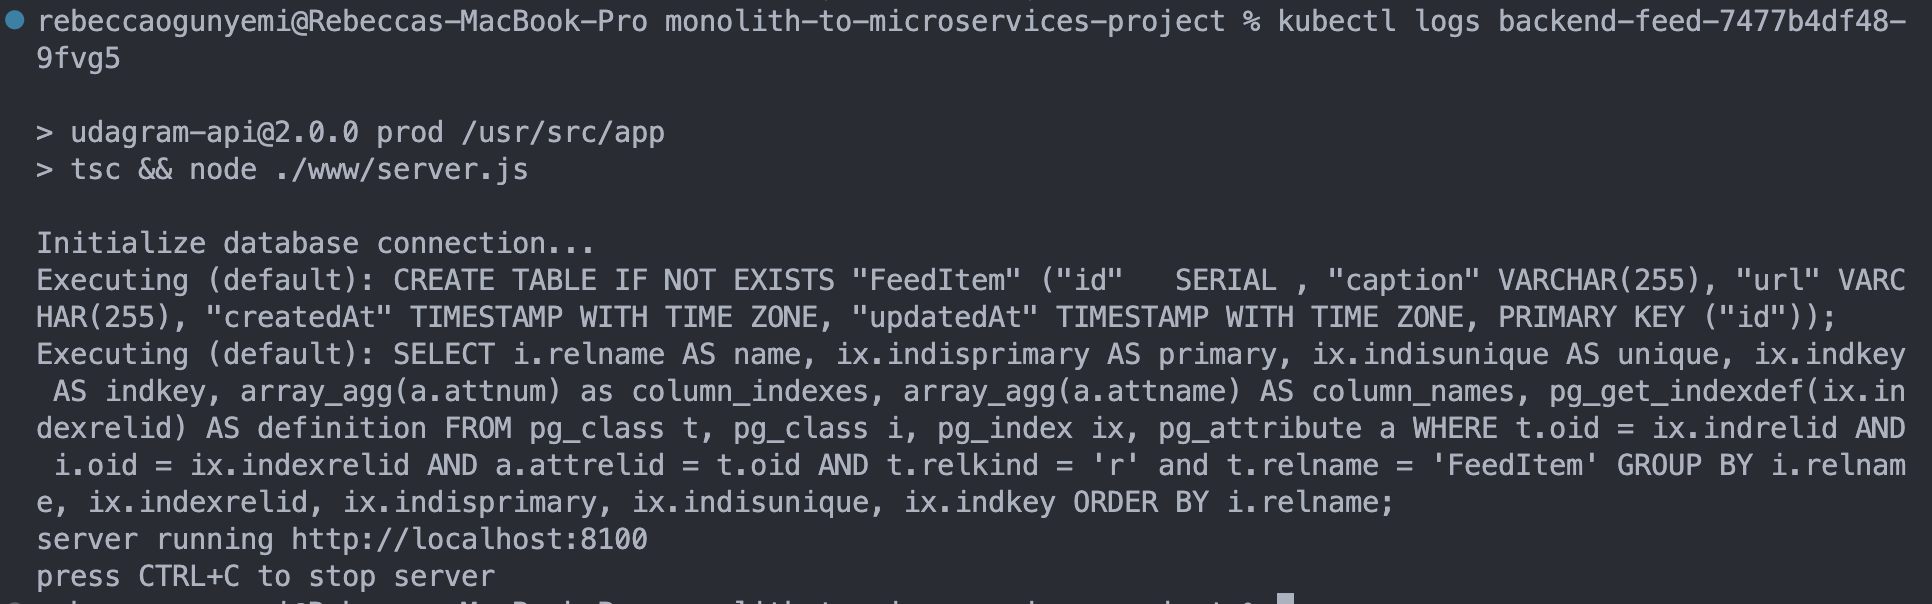 rebeccaogunyemi@Rebeccas-MacBook-Pro monolith-to-microservices-project % kubectl logs backend-feed-7477b4df48-
9fvg5
> udagram-api@2.0.0 prod /usr/src/app
> tsc && node ./www/server.js
Initialize database connection...
Executing (default): CREATE TABLE IF NOT EXISTS "FeedItem" ("id"   SERIAL , "caption" VARCHAR(255), "url" VARC
HAR(255), "createdAt" TIMESTAMP WITH TIME ZONE, "updatedAt" TIMESTAMP WITH TIME ZONE, PRIMARY KEY ("id"));
Executing (default): SELECT i.relname AS name, ix.indisprimary AS primary, ix.indisunique AS unique, ix.indkey
 AS indkey, array_agg(a.attnum) as column_indexes, array_agg(a.attname) AS column_names, pg_get_indexdef(ix.in
dexrelid) AS definition FROM pg_class t, pg_class i, pg_index ix, pg_attribute a WHERE t.oid = ix.indrelid AND
 i.oid = ix.indexrelid AND a.attrelid = t.oid AND t.relkind = 'r' and t.relname = 'FeedItem' GROUP BY i.relnam
e, ix.indexrelid, ix.indisprimary, ix.indisunique, ix.indkey ORDER BY i.relname;
server running http://localhost:8100
press CTRL+C to stop server